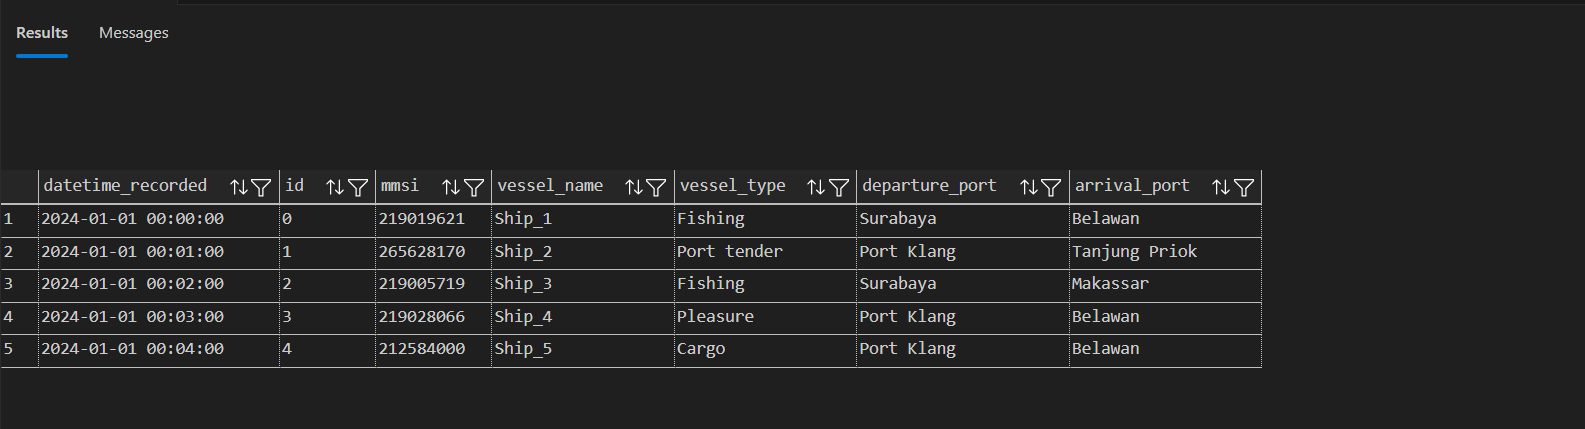 Results Messages
datetime_recorded id mmsi vessel_name vessel_type departure_port arrival_port
1 2024-01-01 00:00:00 0 219019621 Ship_1 Fishing Surabaya Belawan
2 2024-01-01 00:01:00 1 265628170 Ship_2 Port tender Port Klang Tanjung Priok
3 2024-01-01 00:02:00 2 219005719 Ship_3 Fishing Surabaya Makassar
4 2024-01-01 00:03:00 3 219028066 Ship_4 Pleasure Port Klang Belawan
5 2024-01-01 00:04:00 4 212584000 Ship_5 Cargo Port Klang Belawan